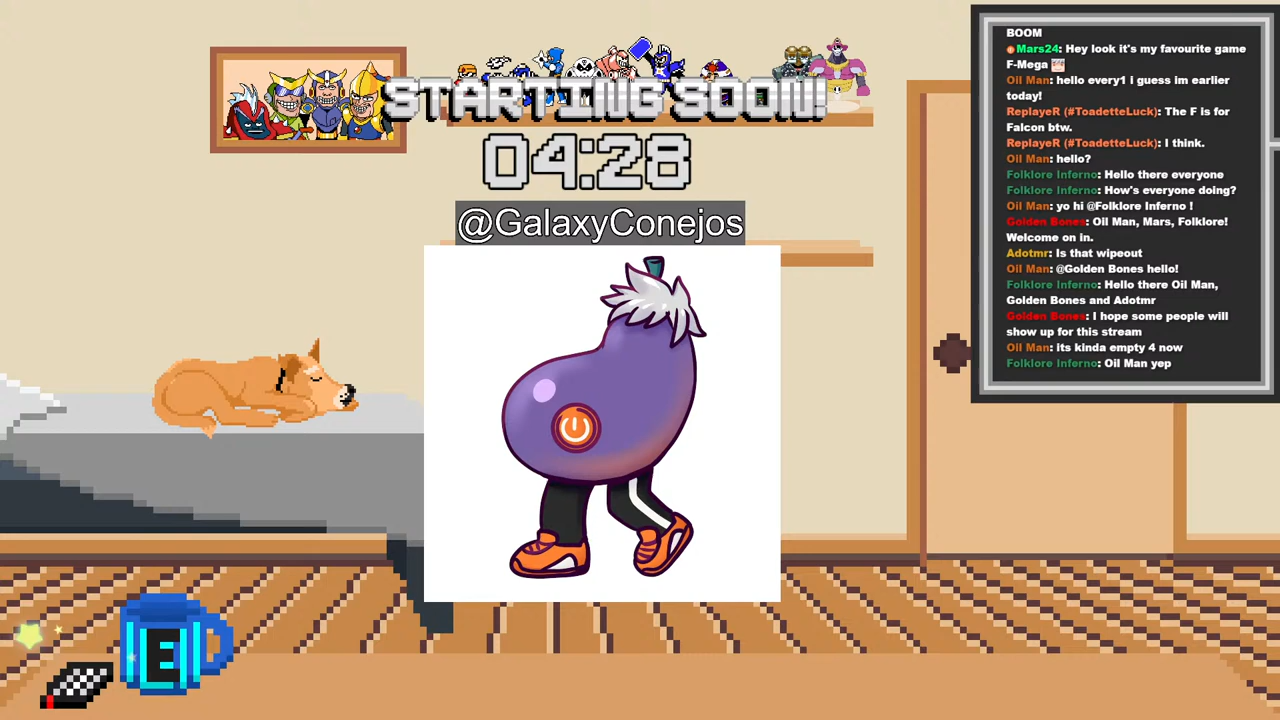 STARTING SOON!
04:28
@GalaxyConejos
E
BOOM
Mars24: Hey look it's my favourite game
F-Mega
Oil Man: hello every1 i guess im earlier
today!
ReplayeR (#ToadetteLuck): The F is for
Falcon btw.
ReplayeR (#ToadetteLuck): I think.
Oil Man: hello?
Folklore Inferno: Hello there everyone
Folklore Inferno: How's everyone doing?
Oil Man: yo hi @Folklore Inferno !
Golden Bones: Oil Man, Mars, Folklore!
Welcome on in.
Adotmr: Is that wipeout
Oil Man: @Golden Bones hello!
Folklore Inferno: Hello there Oil Man,
Golden Bones and Adotmr
Golden Bones: I hope some people will
show up for this stream
Oil Man: its kinda empty 4 now
Folklore Inferno: Oil Man yep